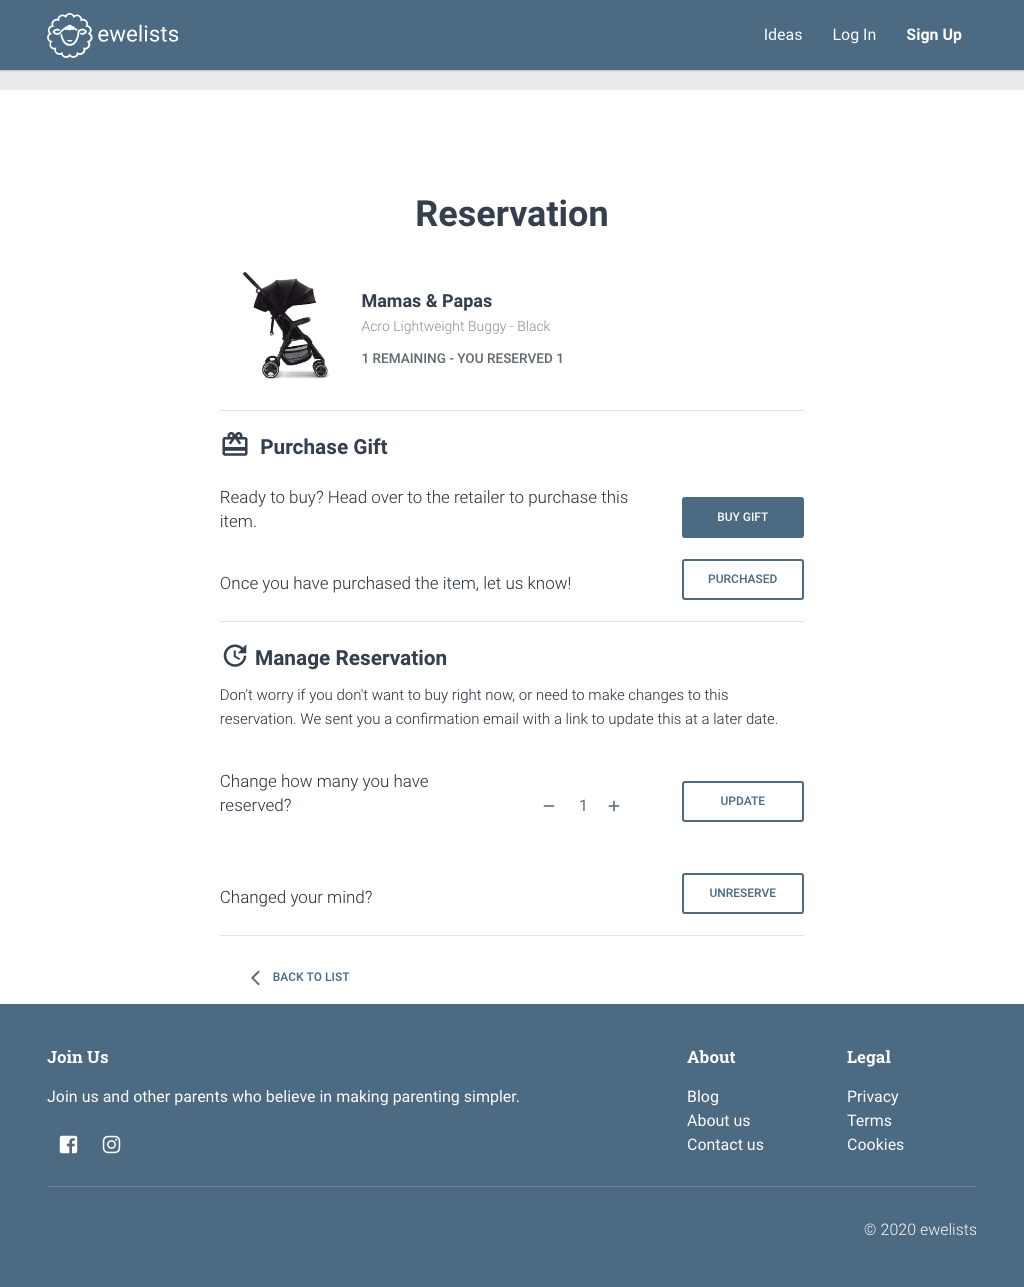 ewelists
Ideas
Log In
Sign Up
Reservation
Mamas & Papas
Acro Lightweight Buggy - Black
1 REMAINING - YOU RESERVED 1
Purchase Gift
Ready to buy? Head over to the retailer to purchase this
item.
BUY GIFT
Once you have purchased the item, let us know!
PURCHASED
Manage Reservation
Don't worry if you don't want to buy right now, or need to make changes to this
reservation. We sent you a confirmation email with a link to update this at a later date.
Change how many you have
reserved?
− 1 +
UPDATE
Changed your mind?
UNRESERVE
BACK TO LIST
Join Us
Join us and other parents who believe in making parenting simpler.
About
Blog
About us
Contact us
Legal
Privacy
Terms
Cookies
© 2020 ewelists